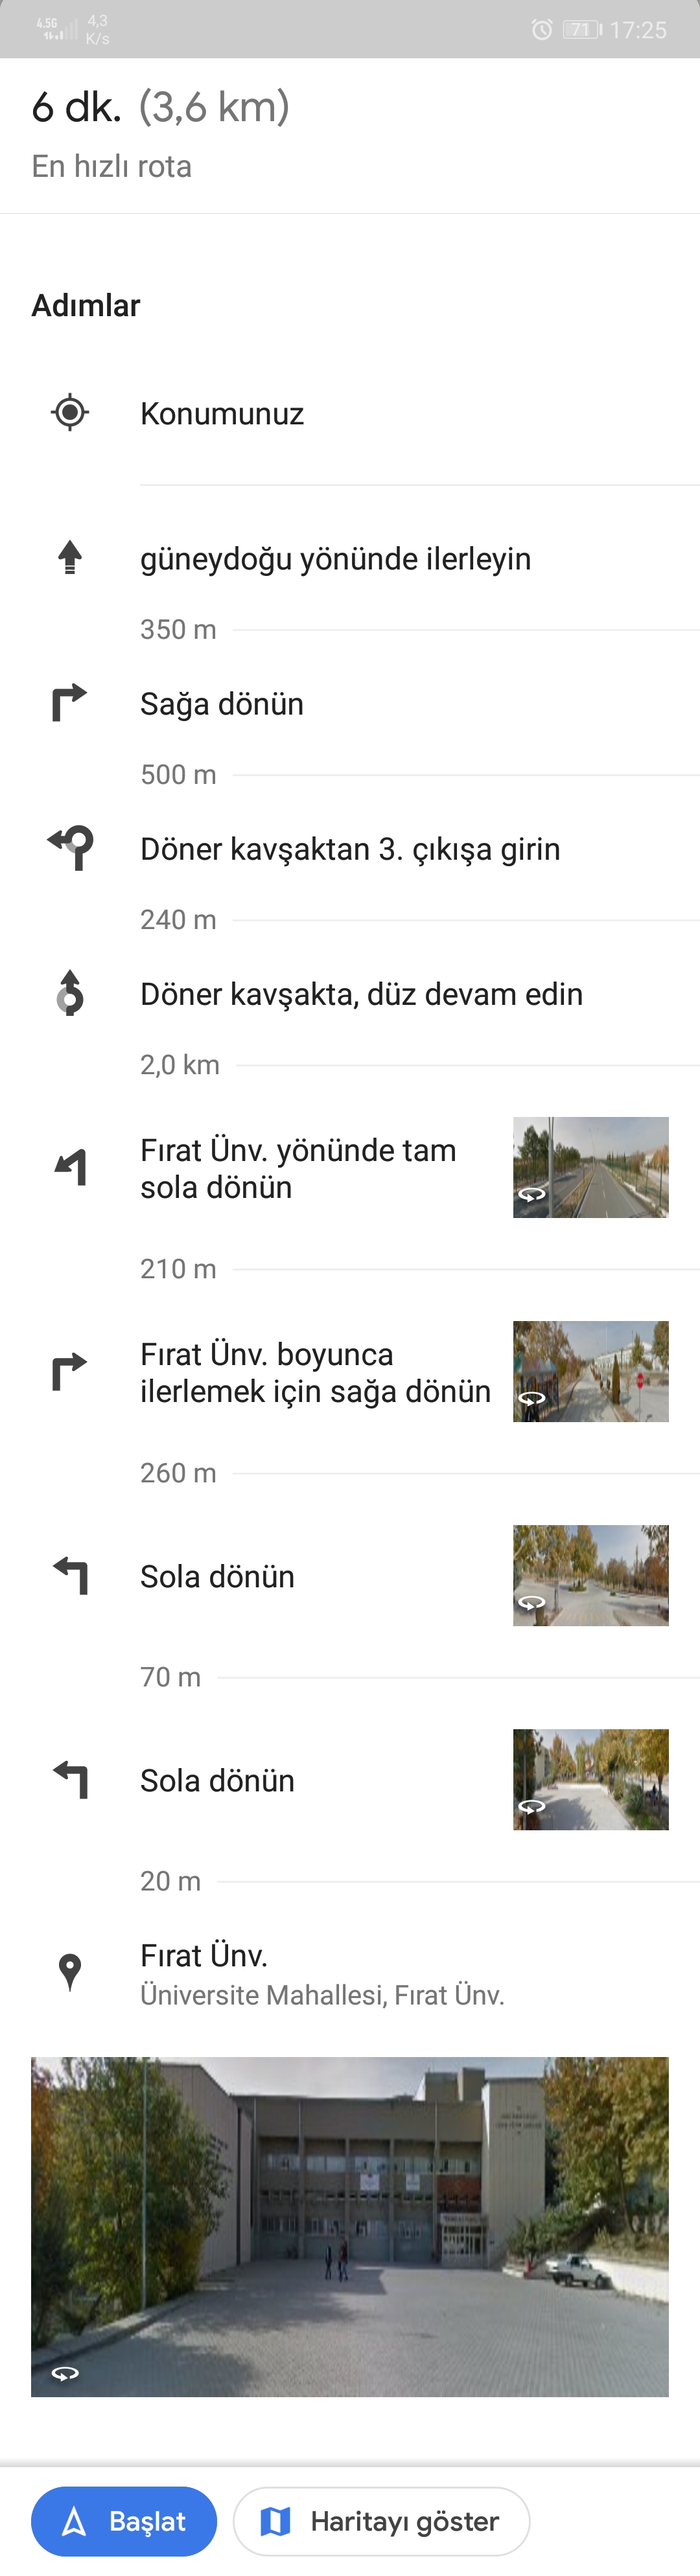 4.5G
4,3
K/s
71
17:25
6 dk. (3,6 km)
En hızlı rota
Adımlar
Konumunuz
güneydoğu yönünde ilerleyin
350 m
Sağa dönün
500 m
Döner kavşaktan 3. çıkışa girin
240 m
Döner kavşakta, düz devam edin
2,0 km
Fırat Ünv. yönünde tam
sola dönün
210 m
Fırat Ünv. boyunca
ilerlemek için sağa dönün
260 m
Sola dönün
70 m
Sola dönün
20 m
Fırat Ünv.
Üniversite Mahallesi, Fırat Ünv.
Başlat
Haritayı göster